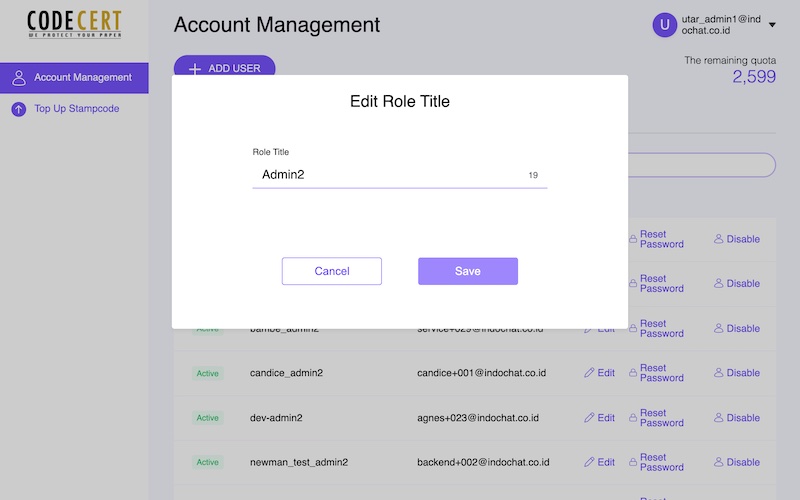 CODECERT
WE PROTECT YOUR PAPER
Account Management
utar_admin1@ind
ochat.co.id
U
Account Management
Top Up Stampcode
ADD USER
The remaining quota
2,599
Edit Role Title
Role Title
Admin2
19
Cancel
Save
Reset
Password
Disable
Reset
Password
Disable
Active
bambe_admin2
service+029@indochat.co.id
Edit
Reset
Password
Disable
Active
candice_admin2
candice+001@indochat.co.id
Edit
Reset
Password
Disable
Active
dev-admin2
agnes+023@indochat.co.id
Edit
Reset
Password
Disable
Active
newman_test_admin2
backend+002@indochat.co.id
Edit
Reset
Password
Disable